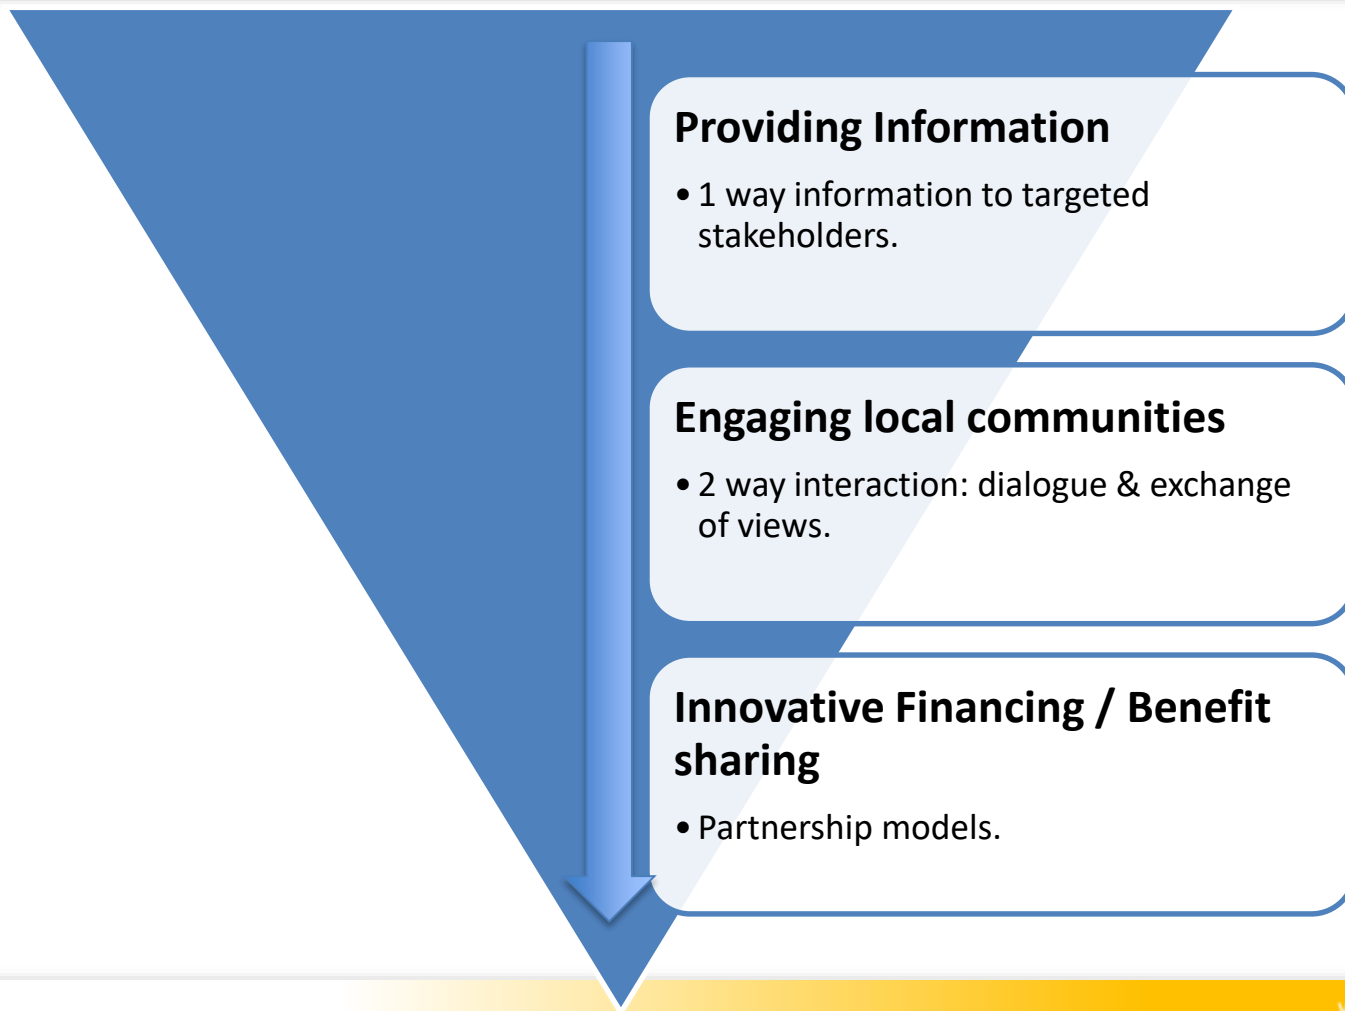 Providing Information
• 1 way information to targeted
stakeholders.
Engaging local communities
• 2 way interaction: dialogue & exchange
of views.
Innovative Financing / Benefit
sharing
• Partnership models.